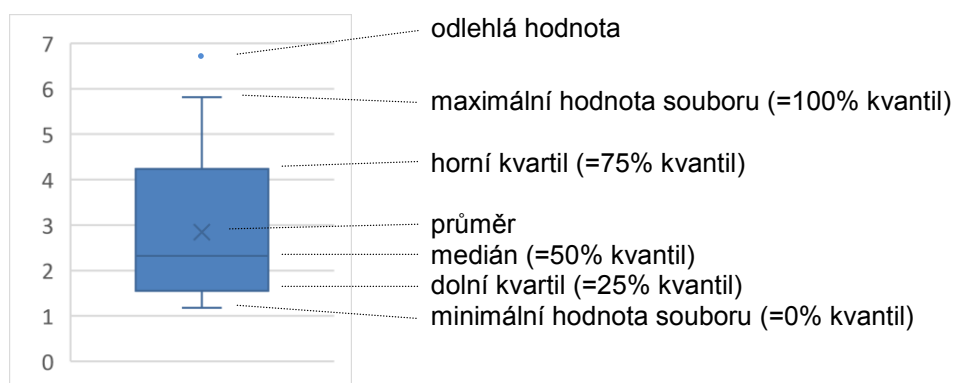 7
6
5
4
3
2
1
0
odlehlá hodnota
maximální hodnota souboru (=100% kvantil)
horní kvartil (=75% kvantil)
průměr
medián (=50% kvantil)
dolní kvartil (=25% kvantil)
minimální hodnota souboru (=0% kvantil)